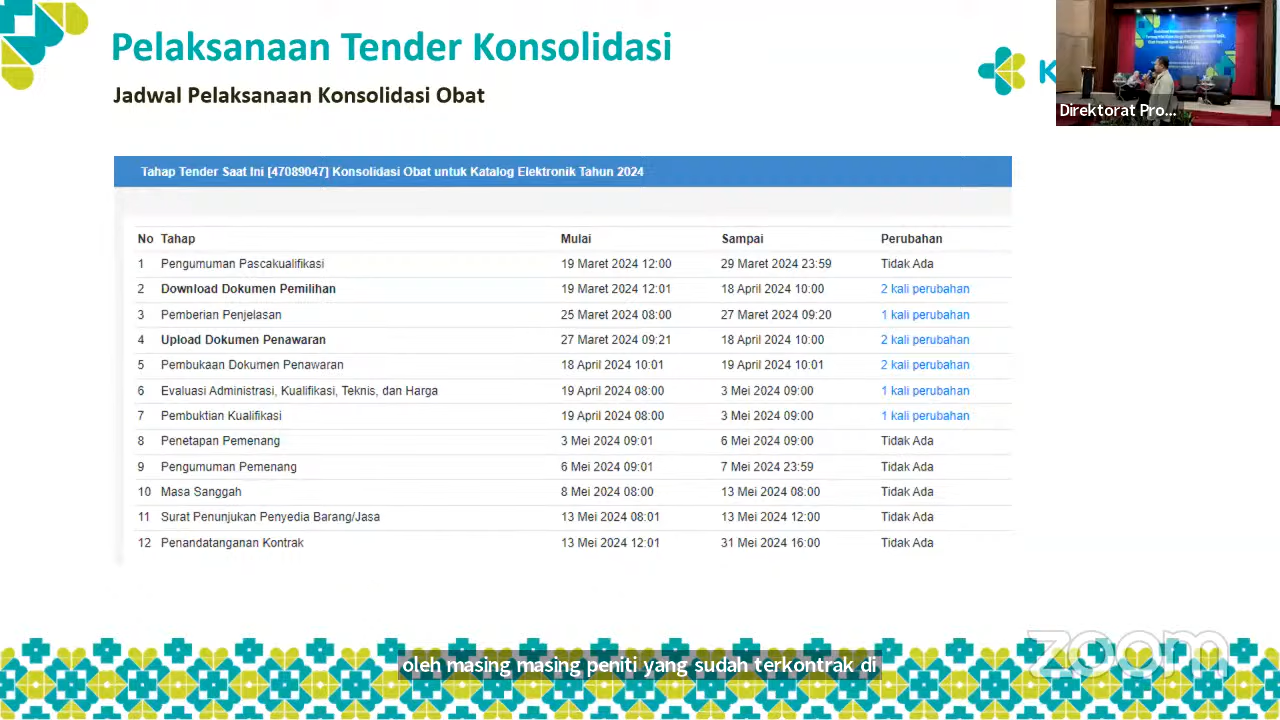 Pelaksanaan Tender Konsolidasi
Jadwal Pelaksanaan Konsolidasi Obat
K
Direktorat Pro...
Tahap Tender Saat Ini [47089047] Konsolidasi Obat untuk Katalog Elektronik Tahun 2024
No Tahap Mulai Sampai Perubahan
1 Pengumuman Pascakualifikasi 19 Maret 2024 12:00 29 Maret 2024 23:59 Tidak Ada
2 Download Dokumen Pemilihan 19 Maret 2024 12:01 18 April 2024 10:00 2 kali perubahan
3 Pemberian Penjelasan 25 Maret 2024 08:00 27 Maret 2024 09:20 1 kali perubahan
4 Upload Dokumen Penawaran 27 Maret 2024 09:21 18 April 2024 10:00 2 kali perubahan
5 Pembukaan Dokumen Penawaran 18 April 2024 10:01 19 April 2024 10:01 2 kali perubahan
6 Evaluasi Administrasi, Kualifikasi, Teknis, dan Harga 19 April 2024 08:00 3 Mei 2024 09:00 1 kali perubahan
7 Pembuktian Kualifikasi 19 April 2024 08:00 3 Mei 2024 09:00 1 kali perubahan
8 Penetapan Pemenang 3 Mei 2024 09:01 6 Mei 2024 09:00 Tidak Ada
9 Pengumuman Pemenang 6 Mei 2024 09:01 7 Mei 2024 23:59 Tidak Ada
10 Masa Sanggah 8 Mei 2024 08:00 13 Mei 2024 08:00 Tidak Ada
11 Surat Penunjukan Penyedia Barang/Jasa 13 Mei 2024 08:01 13 Mei 2024 12:00 Tidak Ada
12 Penandatanganan Kontrak 13 Mei 2024 12:01 31 Mei 2024 16:00 Tidak Ada
zoom
oleh masing masing peniti yang sudah terkontrak di